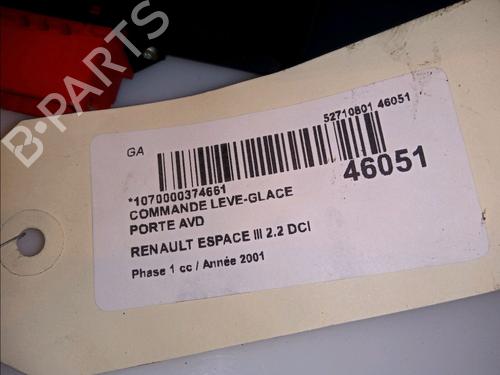 B-PARTS
GA
52710801 46051
*1070000374661
46051
COMMANDE LEVE-GLACE
PORTE AVD
RENAULT ESPACE III 2.2 DCI
Phase 1 cc / Année 2001